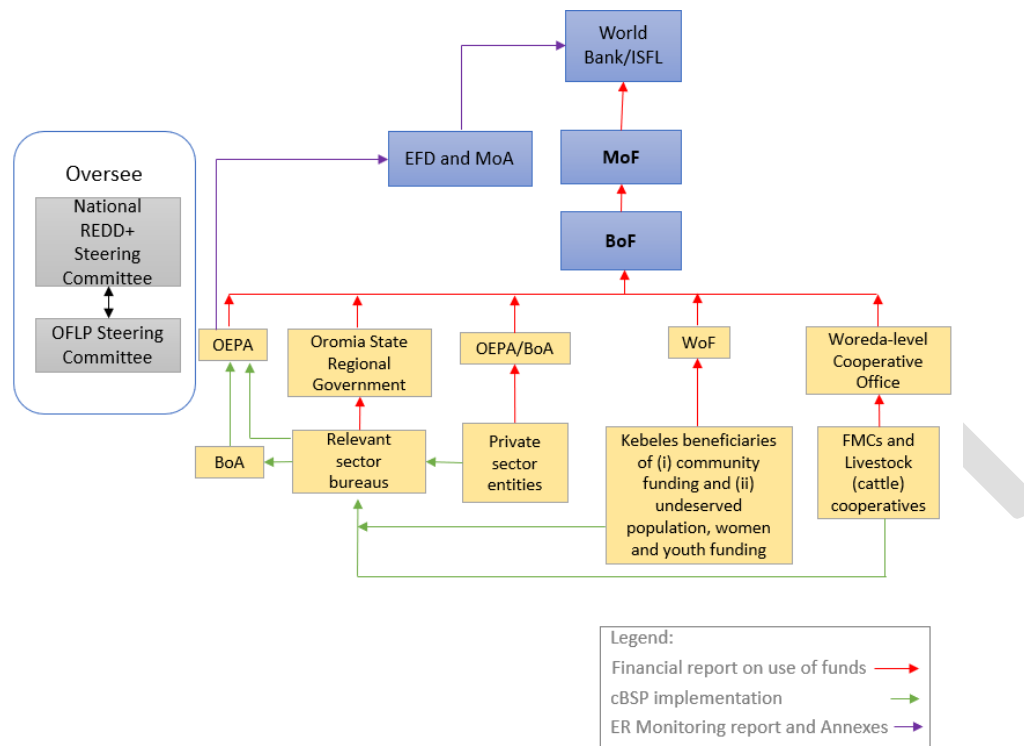 World
Bank/ISFL
EFD and MoA
MoF
Oversee
National
REDD+
Steering
Committee
BoF
OFLP Steering
Committee
OEPA
Oromia State
Regional
Government
OEPA/BoA
WoF
Woreda-level
Cooperative
Office
BoA
Relevant
sector
bureaus
Private
sector
entities
Kebeles beneficiaries
of (i) community
funding and (ii)
undeserved
population, women
and youth funding
FMCs and
Livestock
(cattle)
cooperatives
Legend:
Financial report on use of funds
cBSP implementation
ER Monitoring report and Annexes